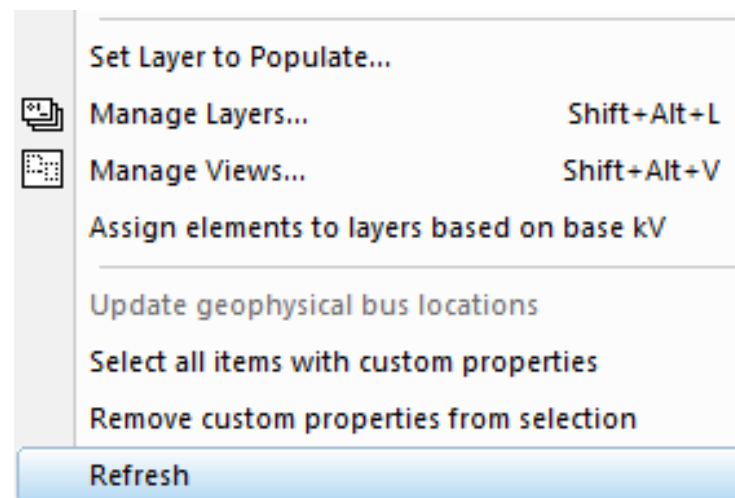 Set Layer to Populate...
Manage Layers... Shift+Alt+L
Manage Views... Shift+Alt+V
Assign elements to layers based on base kV
Update geophysical bus locations
Select all items with custom properties
Remove custom properties from selection
Refresh